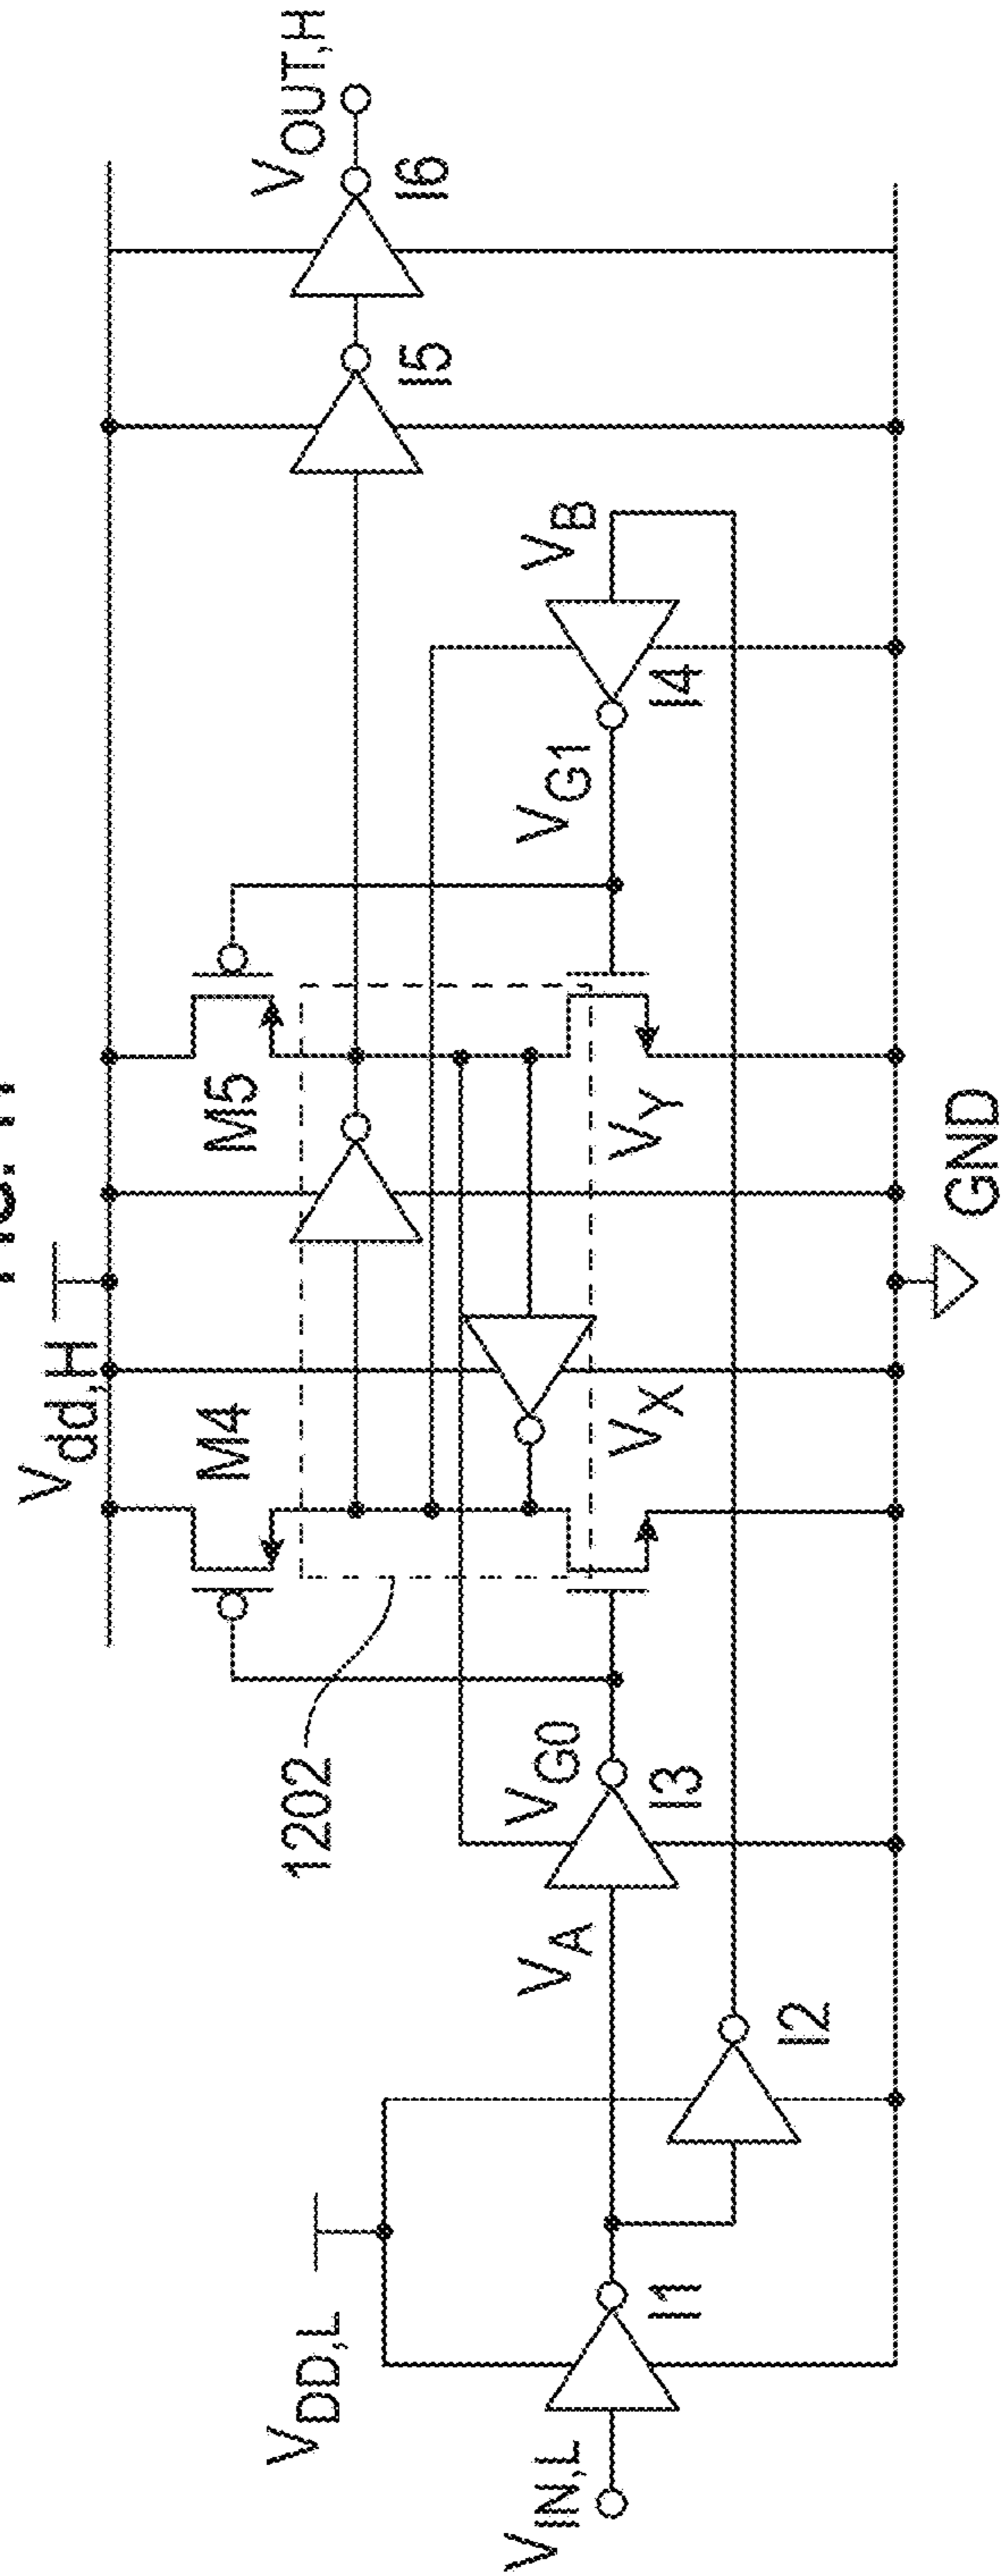 V_DD,L
V_IN,L
I1
I2
V_A
I3
V_G0
1202
V_dd,H
M4
M5
V_X
V_Y
GND
V_G1
I4
V_B
I5
I6
V_OUT,H